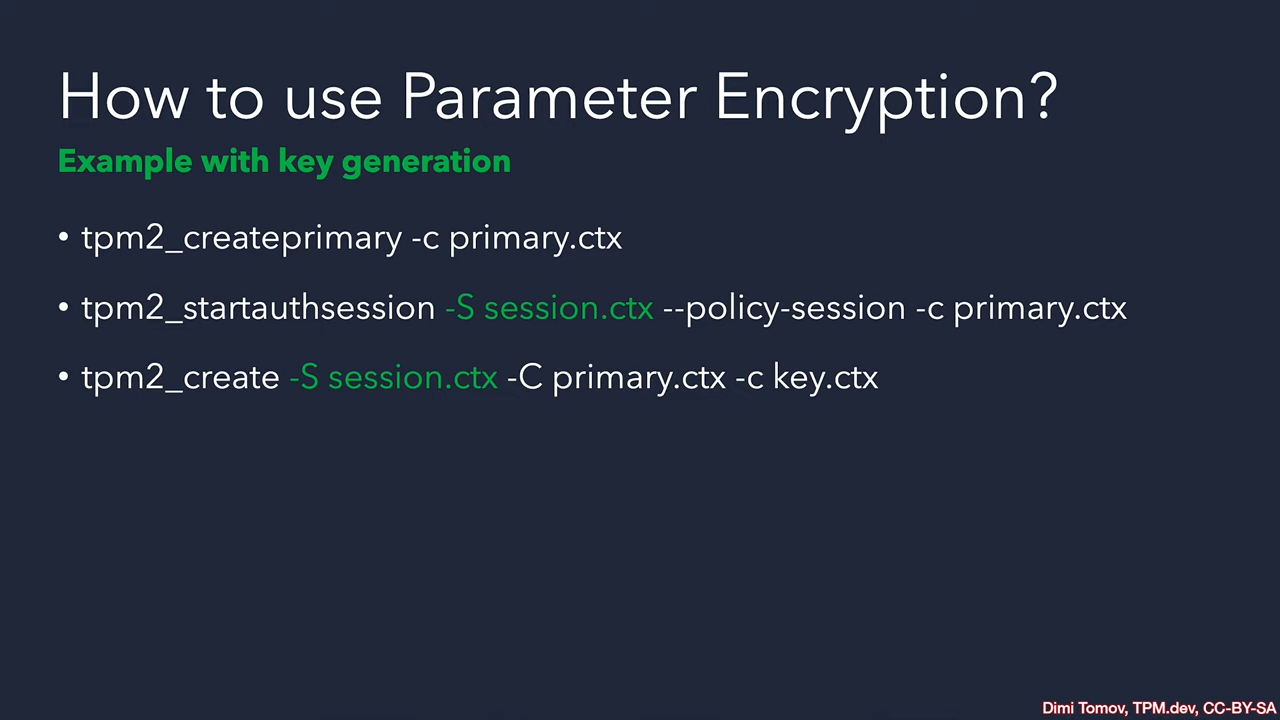 How to use Parameter Encryption?
Example with key generation
• tpm2_createprimary -c primary.ctx
• tpm2_startauthsession -S session.ctx --policy-session -c primary.ctx
• tpm2_create -S session.ctx -C primary.ctx -c key.ctx
Dimi Tomov, TPM.dev, CC-BY-SA